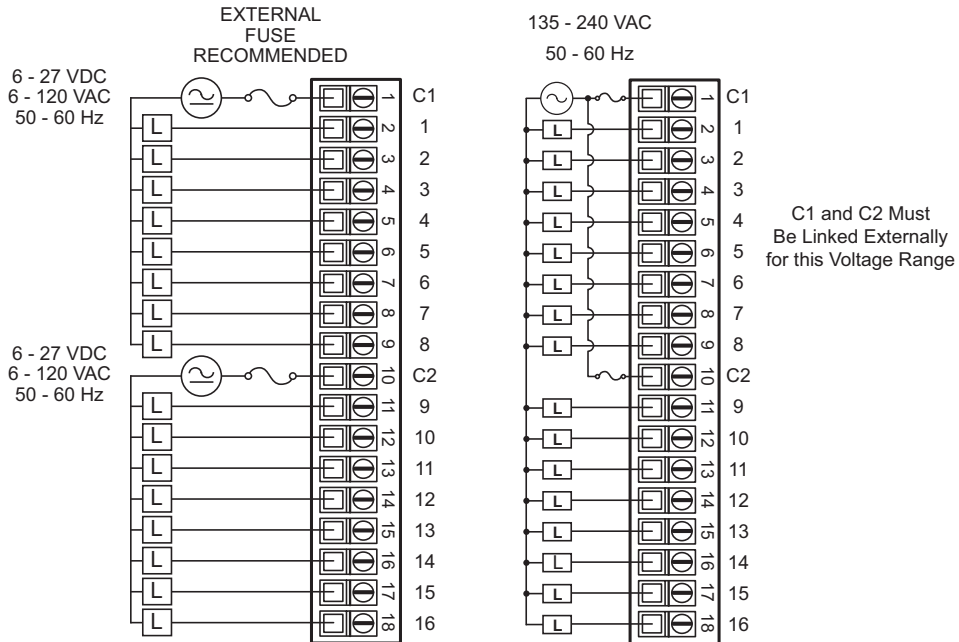 EXTERNAL
FUSE
RECOMMENDED
6 - 27 VDC
6 - 120 VAC
50 - 60 Hz
1 C1
L 2 1
L 3 2
L 4 3
L 5 4
L 6 5
L 7 6
L 8 7
L 9 8
6 - 27 VDC
6 - 120 VAC
50 - 60 Hz
10 C2
L 11 9
L 12 10
L 13 11
L 14 12
L 15 13
L 16 14
L 17 15
L 18 16
135 - 240 VAC
50 - 60 Hz
1 C1
L 2 1
L 3 2
L 4 3
L 5 4
L 6 5
L 7 6
L 8 7
L 9 8
10 C2
L 11 9
L 12 10
L 13 11
L 14 12
L 15 13
L 16 14
L 17 15
L 18 16
C1 and C2 Must
Be Linked Externally
for this Voltage Range